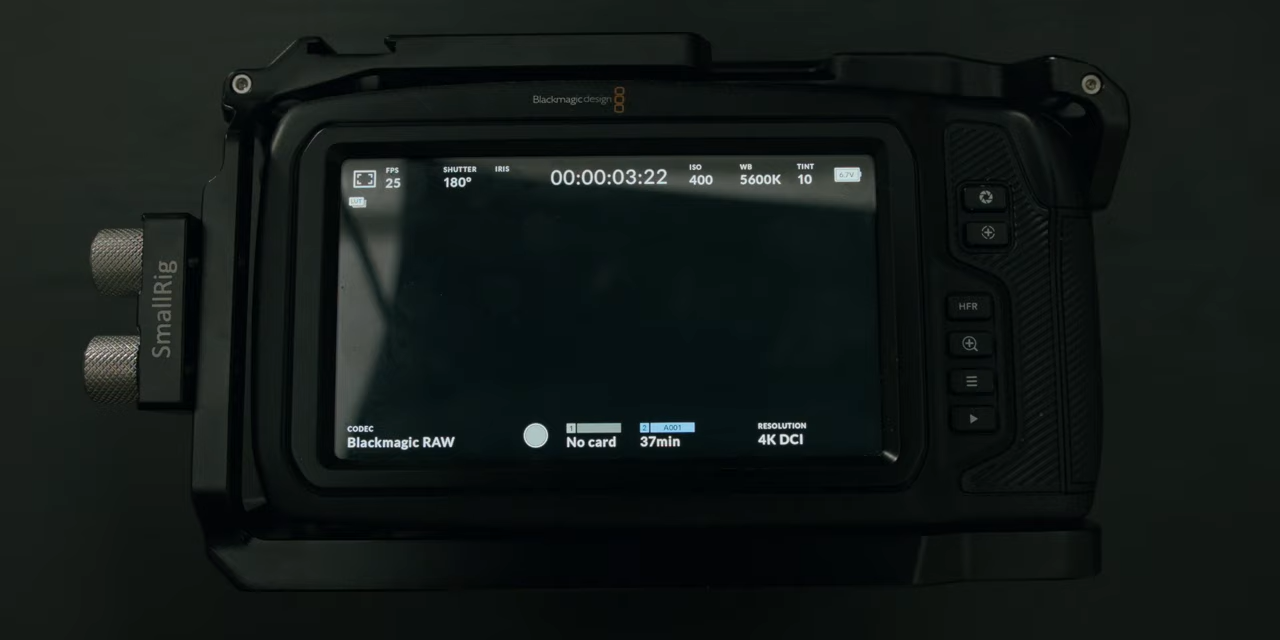 Blackmagicdesign
FPS SHUTTER IRIS 00:00:03:22 ISO WB TINT 6.7V
25 180° 400 5600K 10
LUT
SmallRig
HFR
CODEC 1 2 A001 RESOLUTION
Blackmagic RAW No card 37min 4K DCI